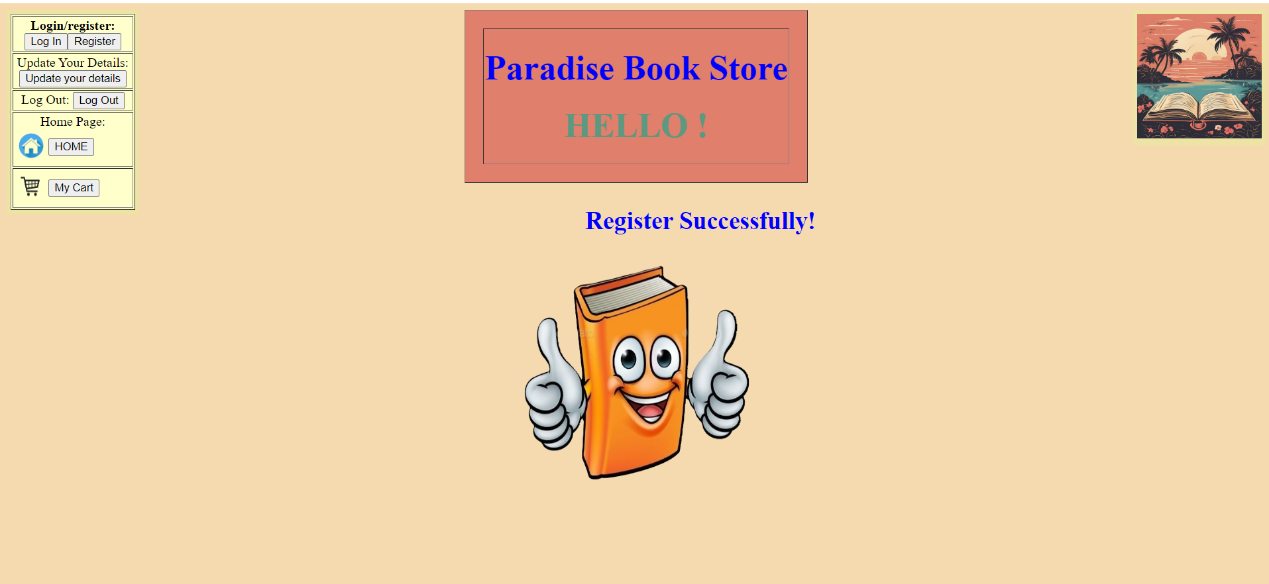 Login/register:
Log In Register
Update Your Details:
Update your details
Log Out: Log Out
Home Page:
HOME
My Cart
Paradise Book Store
HELLO !
Register Successfully!